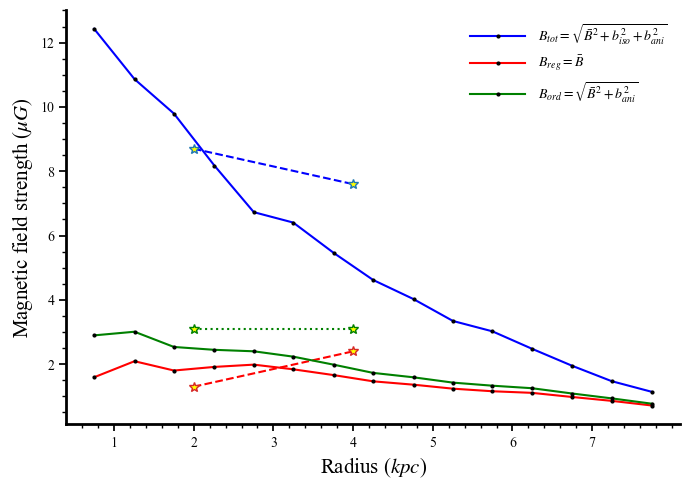 12
10
8
6
4
2
1
2
3
4
5
6
7
Magnetic field strength (μG)
Radius (kpc)
B_tot = √(B̄² + b_iso² + b_ani²)
B_reg = B̄
B_ord = √(B̄² + b_ani²)